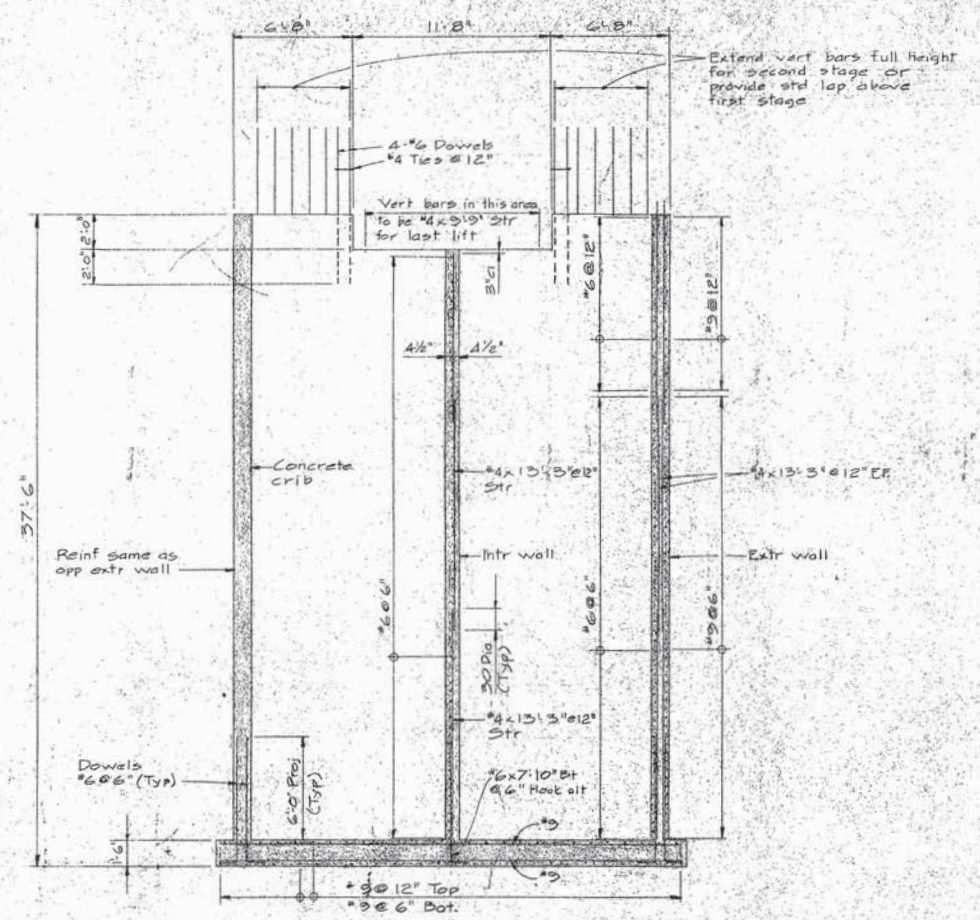 6'-8"
11'-8"
6'-8"
Extend vert bars full height
for second stage or
provide std lap above
first stage
4-#6 Dowels
#4 Ties @ 12"
Vert bars in this area
to be #4 x 9'-9" Str
for last lift
2'-0"
2'-0"
3" cl
#6 @ 12"
#9 @ 12"
4½"
4½"
Concrete
crib
#4 x 13'-3" @ 12"
Str
#4 x 13'-3" @ 12" EF.
37'-6"
Reinf same as
opp extr wall
Intr wall
Extr wall
#6 @ 6"
#6 @ 6"
#9 @ 6"
30 Dia
(Typ)
#4 x 13'-3" @ 12"
Str
Dowels
#6 @ 6" (Typ)
6'-0" Proj
(Typ)
#6 x 7'-10" Bt
@ 6" Hook alt
1'-6"
#9
#9
#9 @ 12" Top
#9 @ 6" Bot.